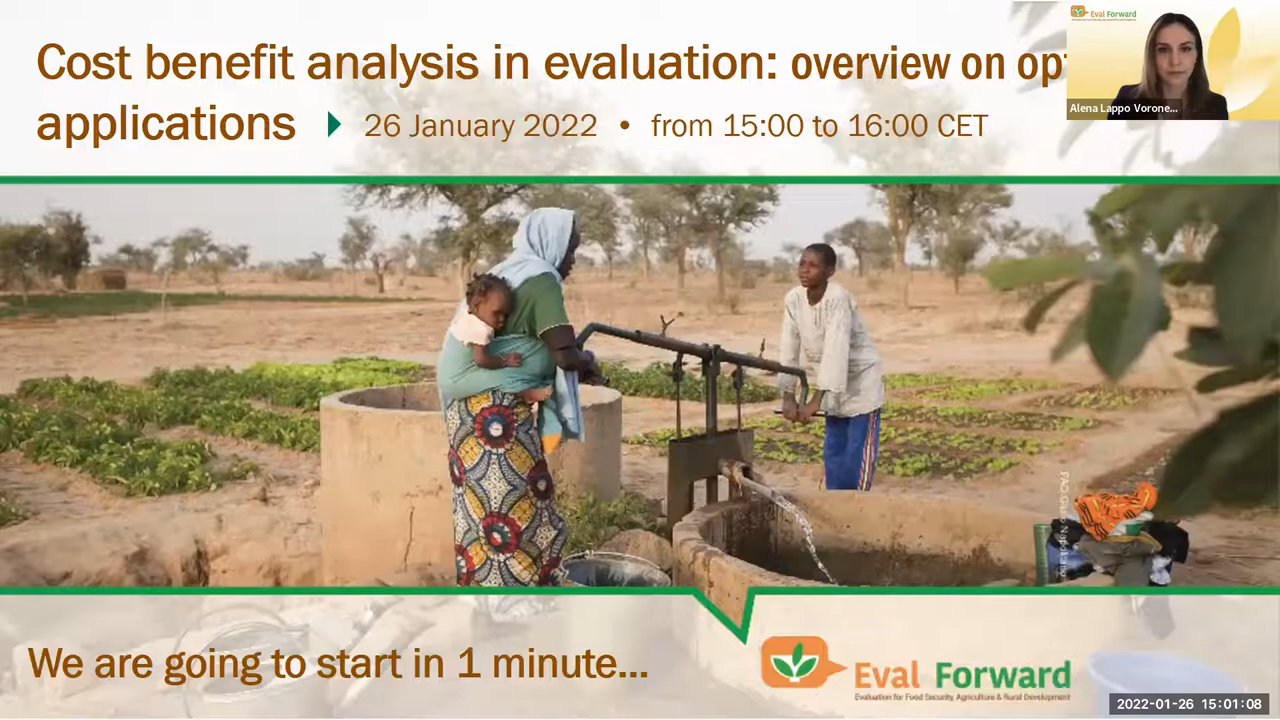 Cost benefit analysis in evaluation: overview on op
applications ▶ 26 January 2022 • from 15:00 to 16:00 CET
Eval Forward
Alena Lappo Vorone...
We are going to start in 1 minute...
Eval Forward
Evaluation for Food Security, Agriculture & Rural Development
2022-01-26 15:01:08